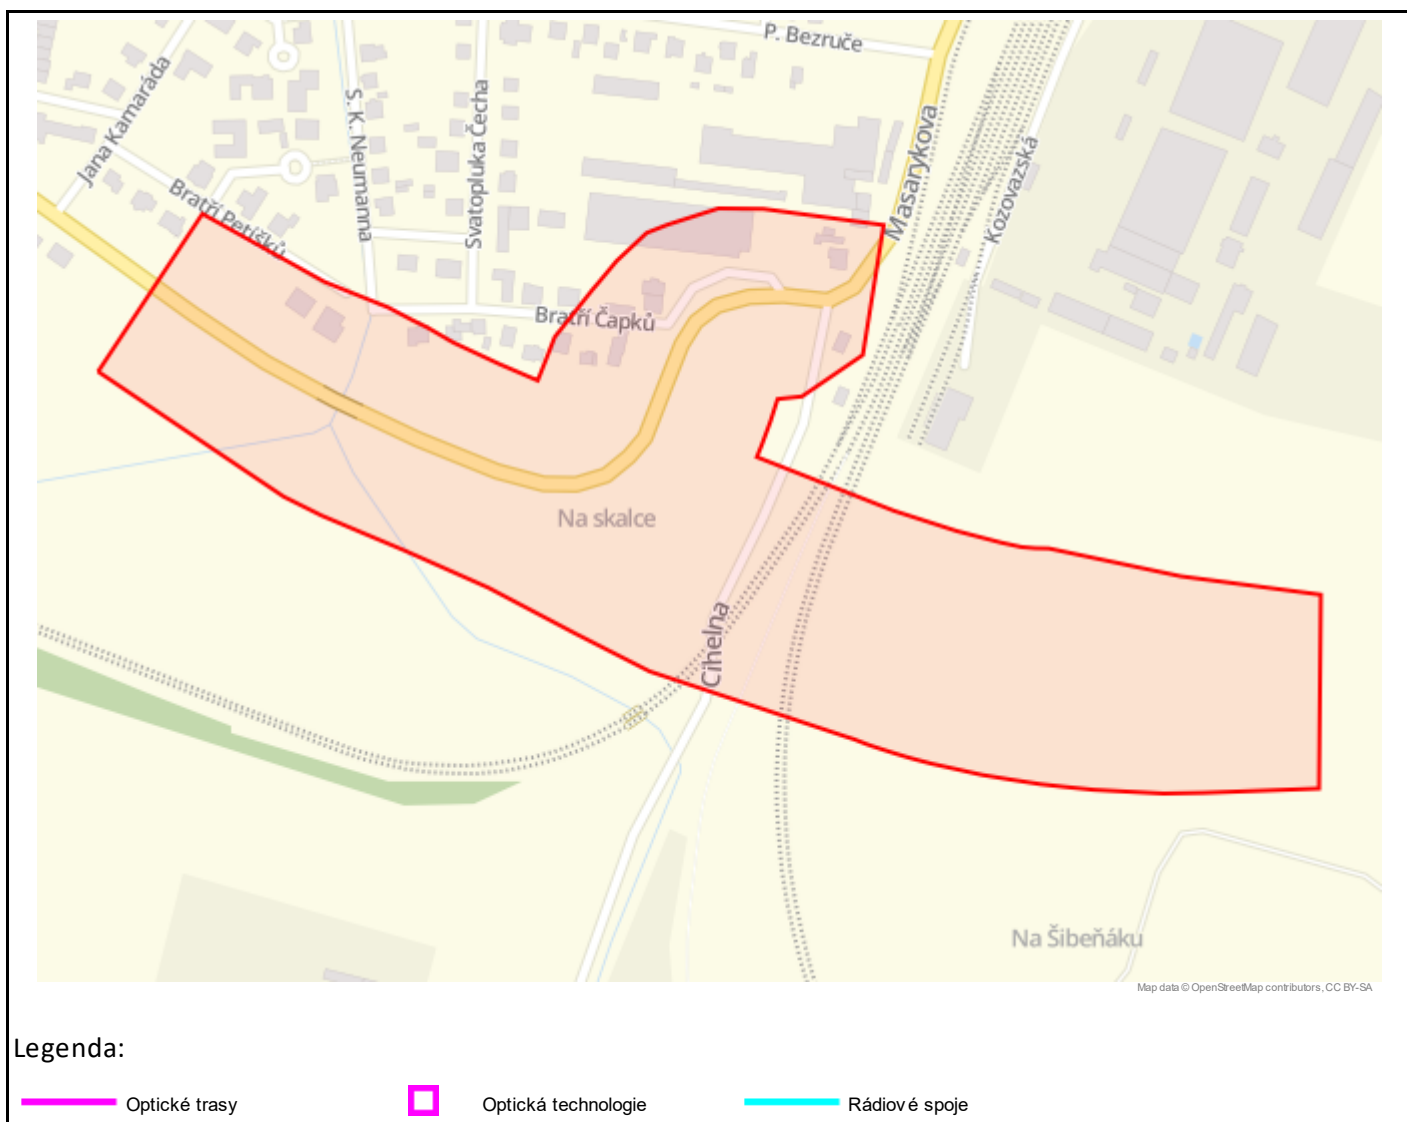 P. Bezruče
Jana Kamaráda
S. K. Neumanna
Svatopluka Čecha
Masarykova
Kozovazská
Bratří Petišků
Bratří Čapků
Na skalce
Cihelna
Na Šibeňáku
Map data © OpenStreetMap contributors, CC BY-SA
Legenda:
Optické trasy
Optická technologie
Rádiové spoje